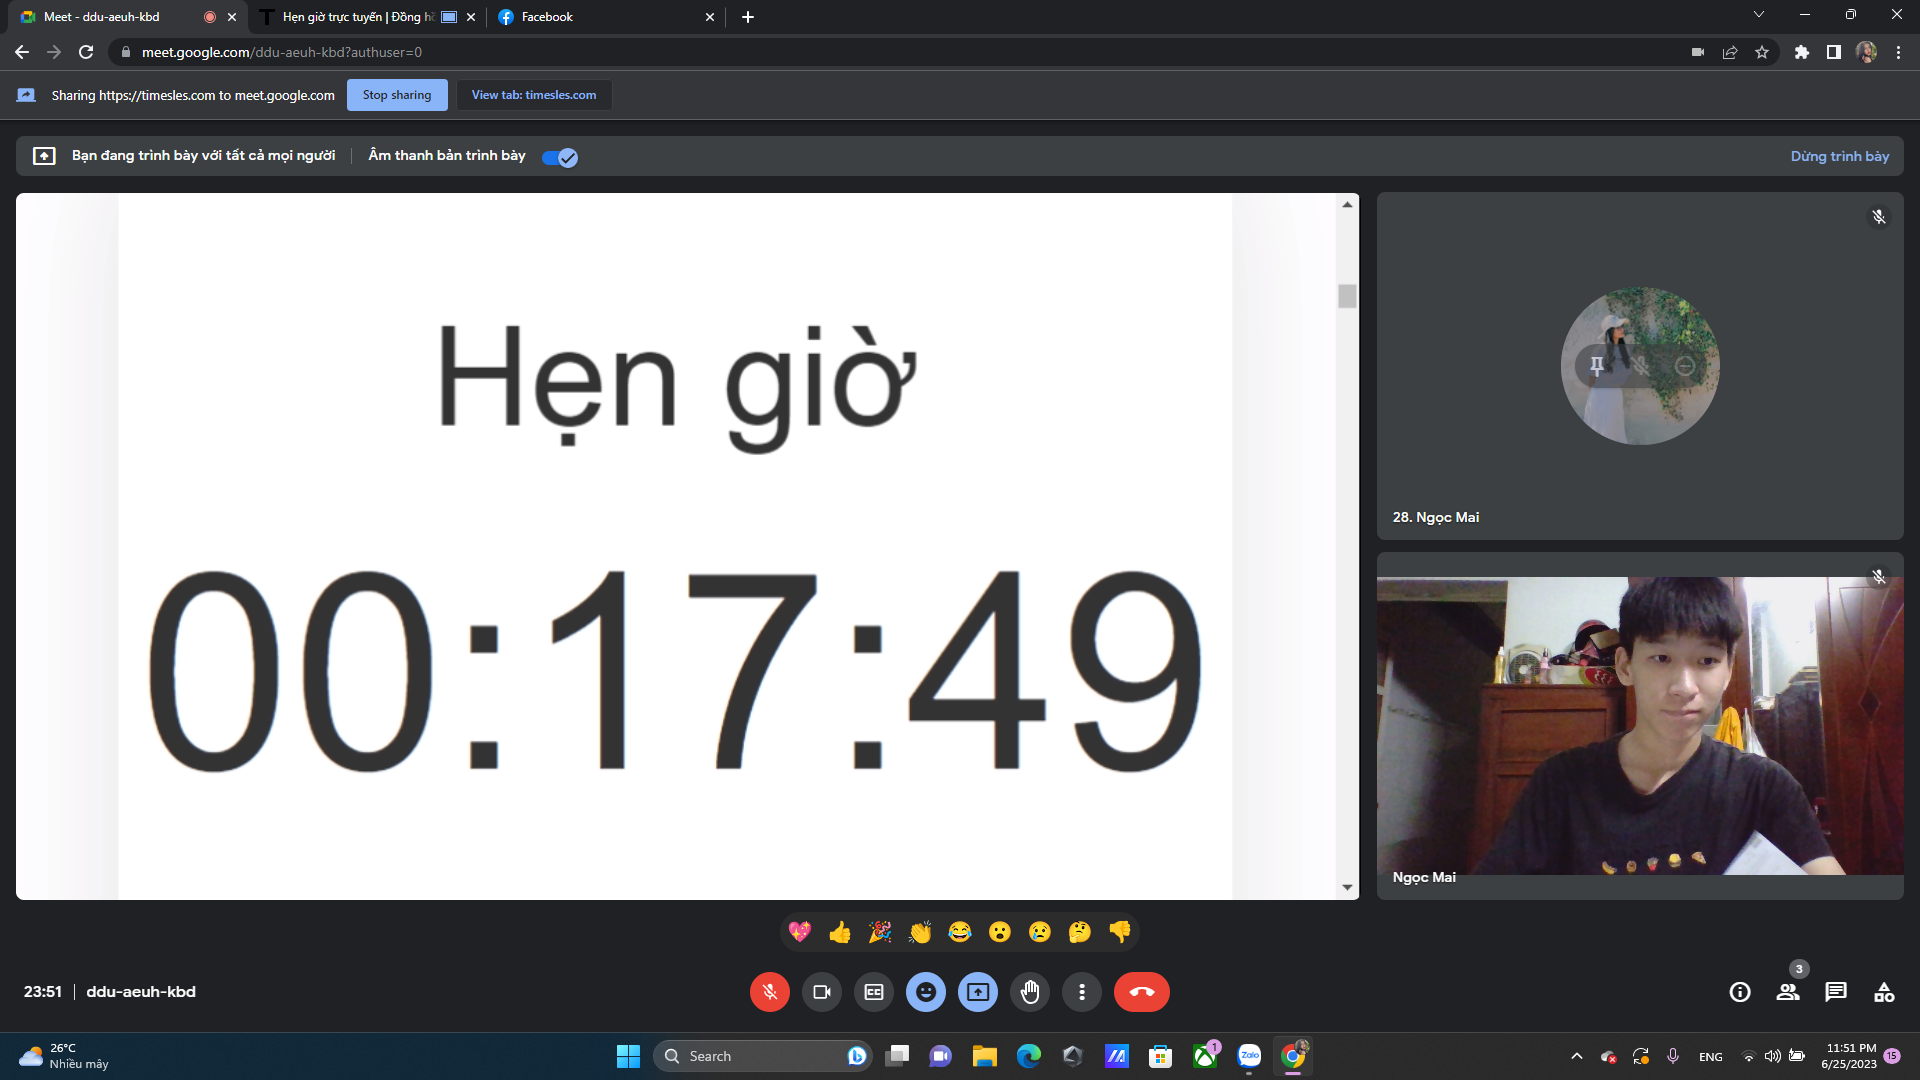 Meet - ddu-aeuh-kbd
Hẹn giờ trực tuyến | Đồng hồ
Facebook
meet.google.com/ddu-aeuh-kbd?authuser=0
Sharing https://timesles.com to meet.google.com
Stop sharing
View tab: timesles.com
Bạn đang trình bày với tất cả mọi người
Âm thanh bản trình bày
Dừng trình bày
Hẹn giờ
00:17:49
28. Ngọc Mai
Ngọc Mai
23:51 | ddu-aeuh-kbd
3
26°C
Nhiều mây
Search
1
Zalo
ENG
11:51 PM
6/25/2023
15